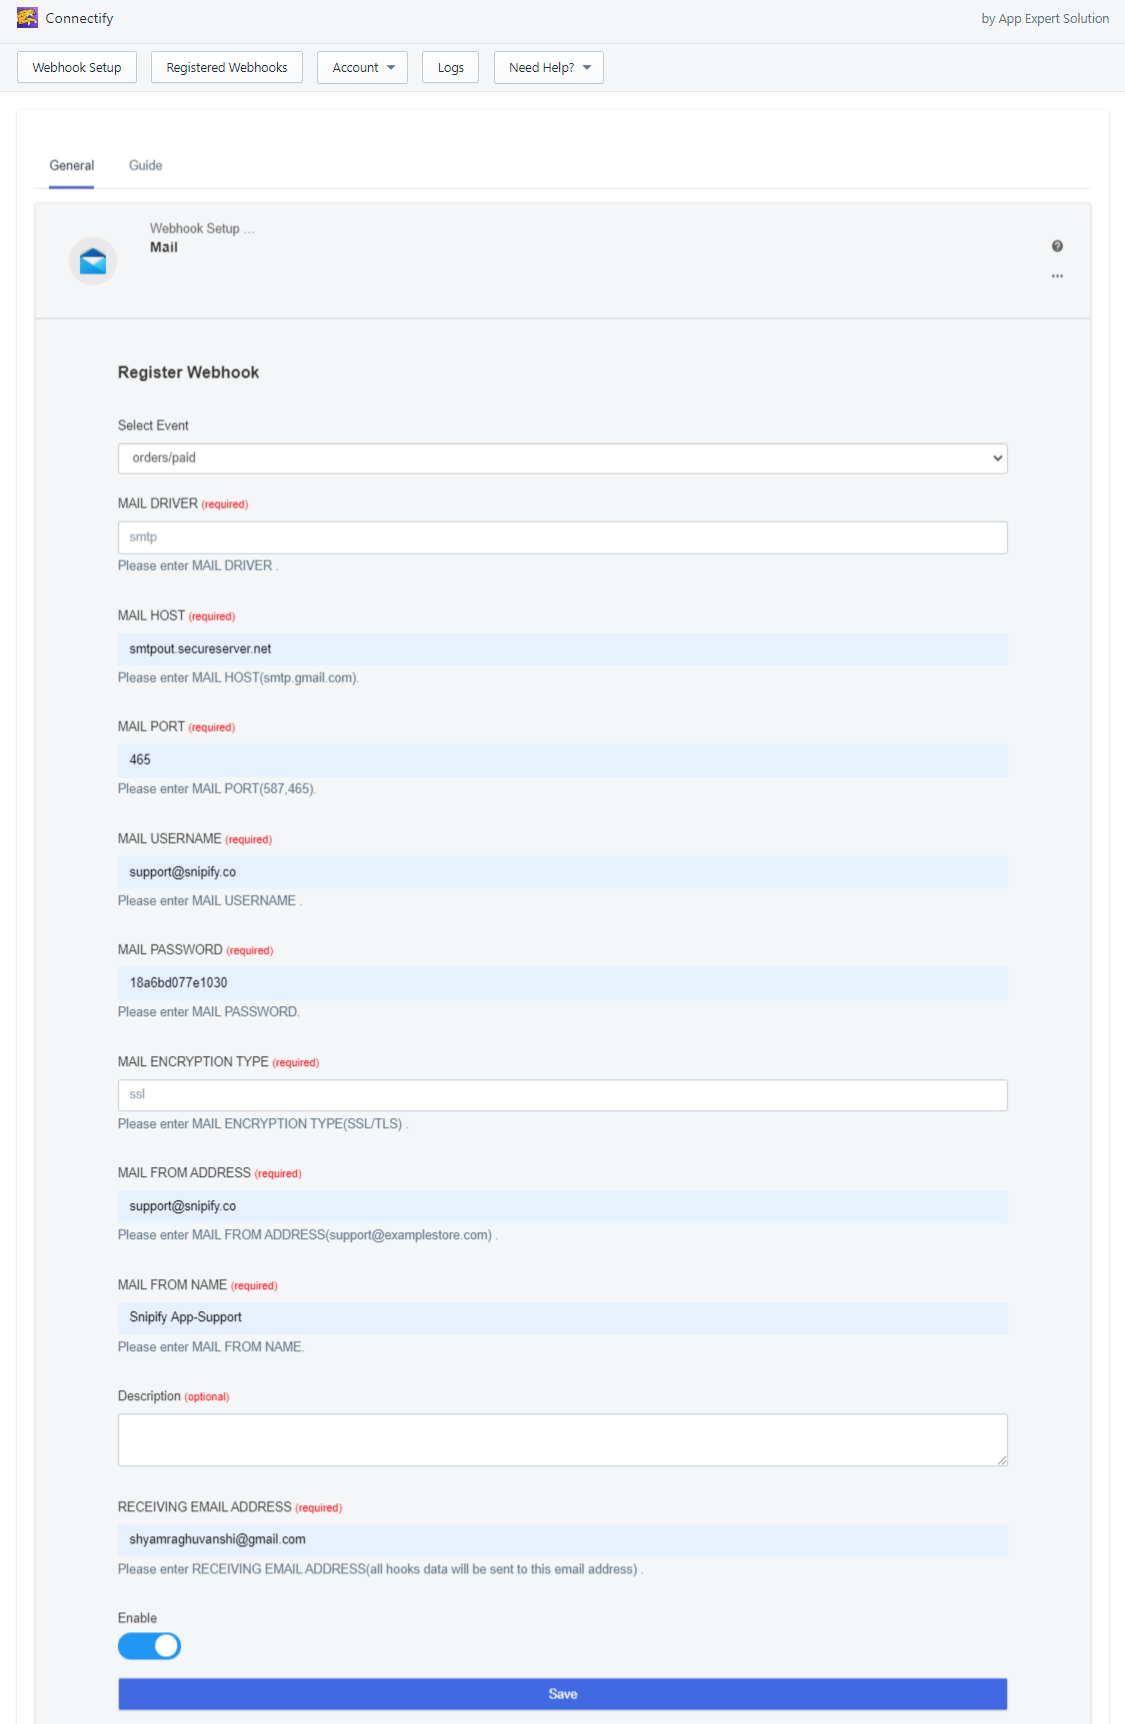 Connectify
by App Expert Solution
Webhook Setup
Registered Webhooks
Account
Logs
Need Help?
General
Guide
Webhook Setup ...
Mail
Register Webhook
Select Event
orders/paid
MAIL DRIVER (required)
smtp
Please enter MAIL DRIVER .
MAIL HOST (required)
smtpout.secureserver.net
Please enter MAIL HOST(smtp.gmail.com).
MAIL PORT (required)
465
Please enter MAIL PORT(587,465).
MAIL USERNAME (required)
support@snipify.co
Please enter MAIL USERNAME .
MAIL PASSWORD (required)
18a6bd077e1030
Please enter MAIL PASSWORD.
MAIL ENCRYPTION TYPE (required)
ssl
Please enter MAIL ENCRYPTION TYPE(SSL/TLS) .
MAIL FROM ADDRESS (required)
support@snipify.co
Please enter MAIL FROM ADDRESS(support@examplestore.com) .
MAIL FROM NAME (required)
Snipify App-Support
Please enter MAIL FROM NAME.
Description (optional)
RECEIVING EMAIL ADDRESS (required)
shyamraghuvanshi@gmail.com
Please enter RECEIVING EMAIL ADDRESS(all hooks data will be sent to this email address) .
Enable
Save